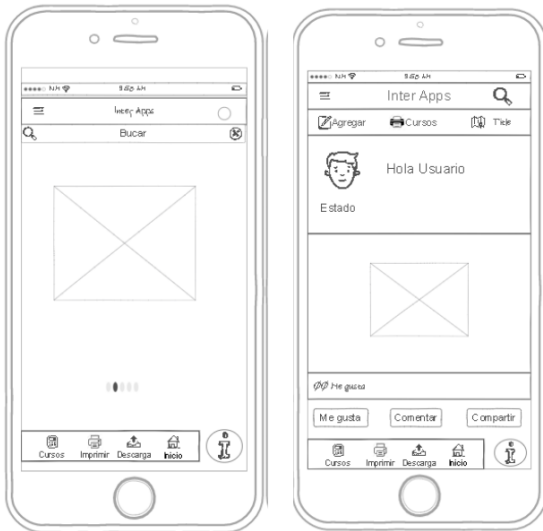 9:50 AM
Inter Apps
Bucar
Cursos Imprimir Descarga Inicio
9:50 AM
Inter Apps
Agregar Cursos
Hola Usuario
Estado
Me gusta
Me gusta Comentar Compartir
Cursos Imprimir Descarga Inicio